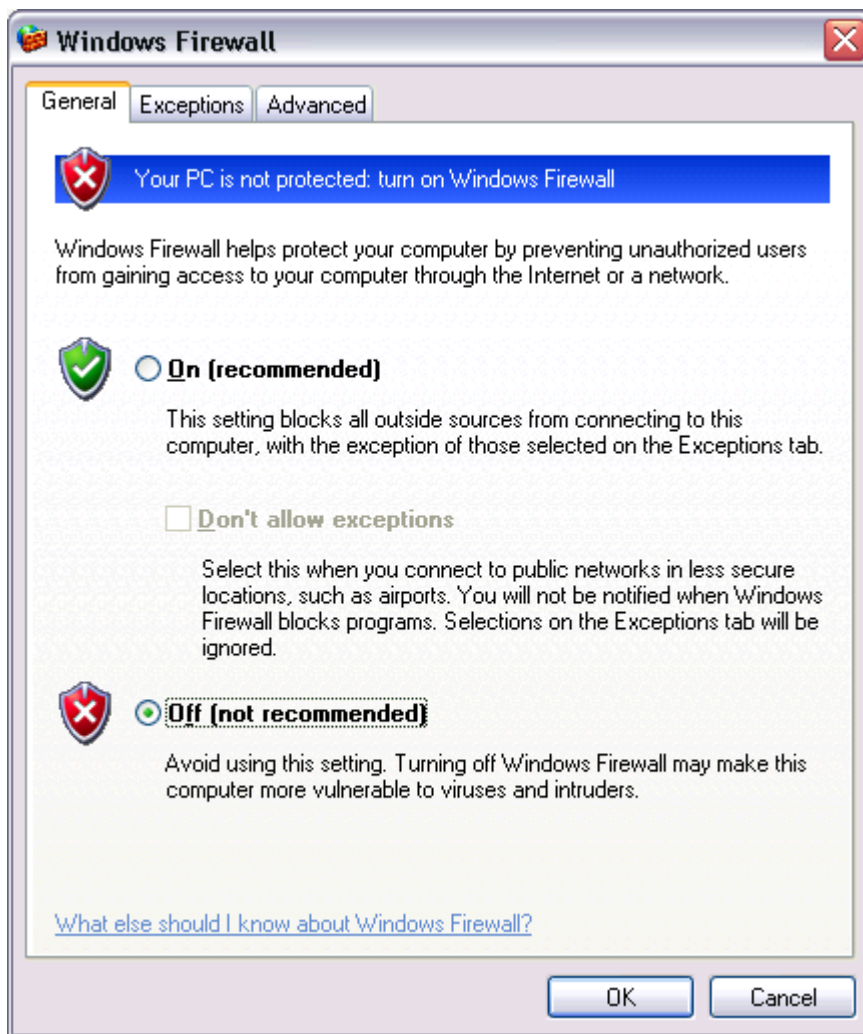 Windows Firewall
General Exceptions Advanced
Your PC is not protected: turn on Windows Firewall
Windows Firewall helps protect your computer by preventing unauthorized users
from gaining access to your computer through the Internet or a network.
On (recommended)
This setting blocks all outside sources from connecting to this
computer, with the exception of those selected on the Exceptions tab.
Don't allow exceptions
Select this when you connect to public networks in less secure
locations, such as airports. You will not be notified when Windows
Firewall blocks programs. Selections on the Exceptions tab will be
ignored.
Off (not recommended)
Avoid using this setting. Turning off Windows Firewall may make this
computer more vulnerable to viruses and intruders.
What else should I know about Windows Firewall?
OK Cancel